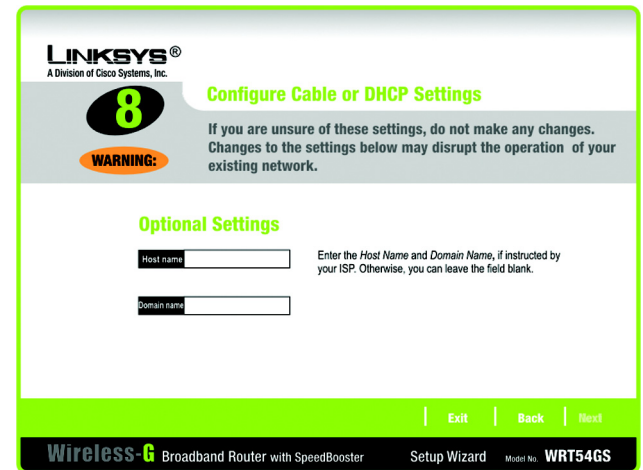 LINKSYS®
A Division of Cisco Systems, Inc.
8
Configure Cable or DHCP Settings
WARNING:
If you are unsure of these settings, do not make any changes.
Changes to the settings below may disrupt the operation of your
existing network.
Optional Settings
Host name
Enter the Host Name and Domain Name, if instructed by
your ISP. Otherwise, you can leave the field blank.
Domain name
Exit Back Next
Wireless-G Broadband Router with SpeedBooster Setup Wizard Model No. WRT54GS